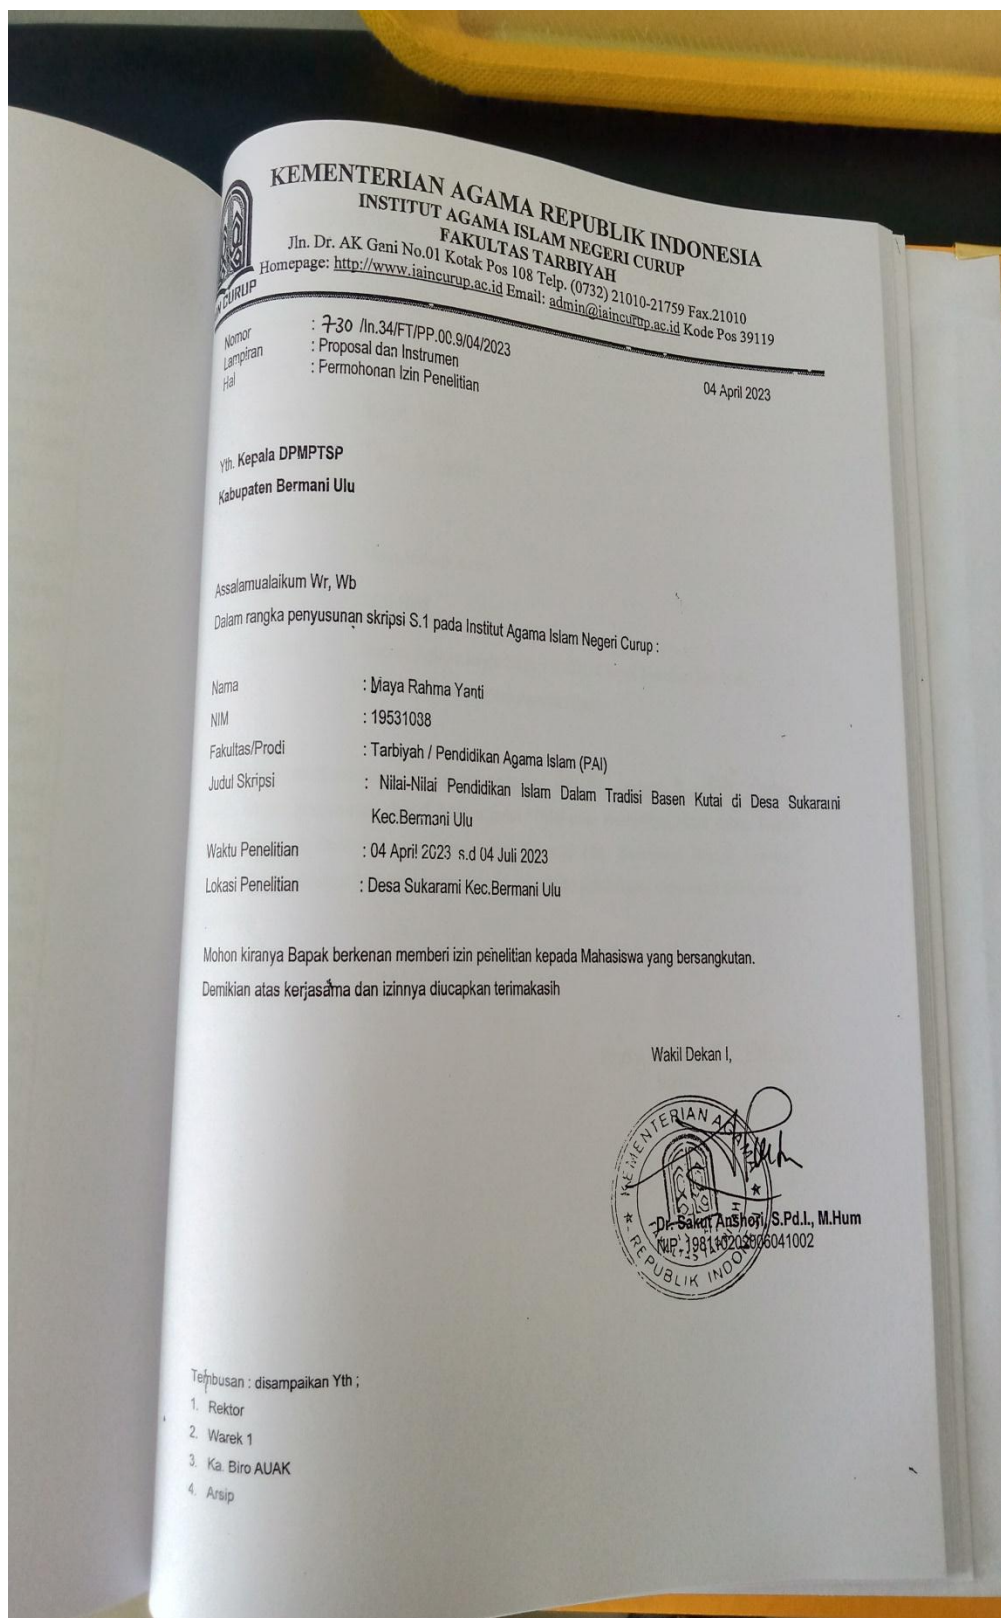 KEMENTERIAN AGAMA REPUBLIK INDONESIA
INSTITUT AGAMA ISLAM NEGERI CURUP
FAKULTAS TARBIYAH
Jln. Dr. AK Gani No.01 Kotak Pos 108 Telp. (0732) 21010-21759 Fax.21010
Homepage: http://www.iaincurup.ac.id Email: admin@iaincurup.ac.id Kode Pos 39119
CURUP
Nomor : 730 /In.34/FT/PP.00.9/04/2023
Lampiran : Proposal dan Instrumen
Hal : Permohonan Izin Penelitian
04 April 2023
Yth. Kepala DPMPTSP
Kabupaten Bermani Ulu
Assalamualaikum Wr, Wb
Dalam rangka penyusunan skripsi S.1 pada Institut Agama Islam Negeri Curup :
Nama : Maya Rahma Yanti
NIM : 19531038
Fakultas/Prodi : Tarbiyah / Pendidikan Agama Islam (PAI)
Judul Skripsi : Nilai-Nilai Pendidikan Islam Dalam Tradisi Basen Kutai di Desa Sukarami
Kec.Bermani Ulu
Waktu Penelitian : 04 April 2023 s.d 04 Juli 2023
Lokasi Penelitian : Desa Sukarami Kec.Bermani Ulu
Mohon kiranya Bapak berkenan memberi izin penelitian kepada Mahasiswa yang bersangkutan.
Demikian atas kerjasama dan izinnya diucapkan terimakasih
Wakil Dekan I,
KEMENTERIAN AGAMA
REPUBLIK INDONESIA
Dr. Sakut Anshori, S.Pd.I., M.Hum
NIP.
Tembusan : disampaikan Yth ;
1. Rektor
2. Warek 1
3. Ka. Biro AUAK
4. Arsip